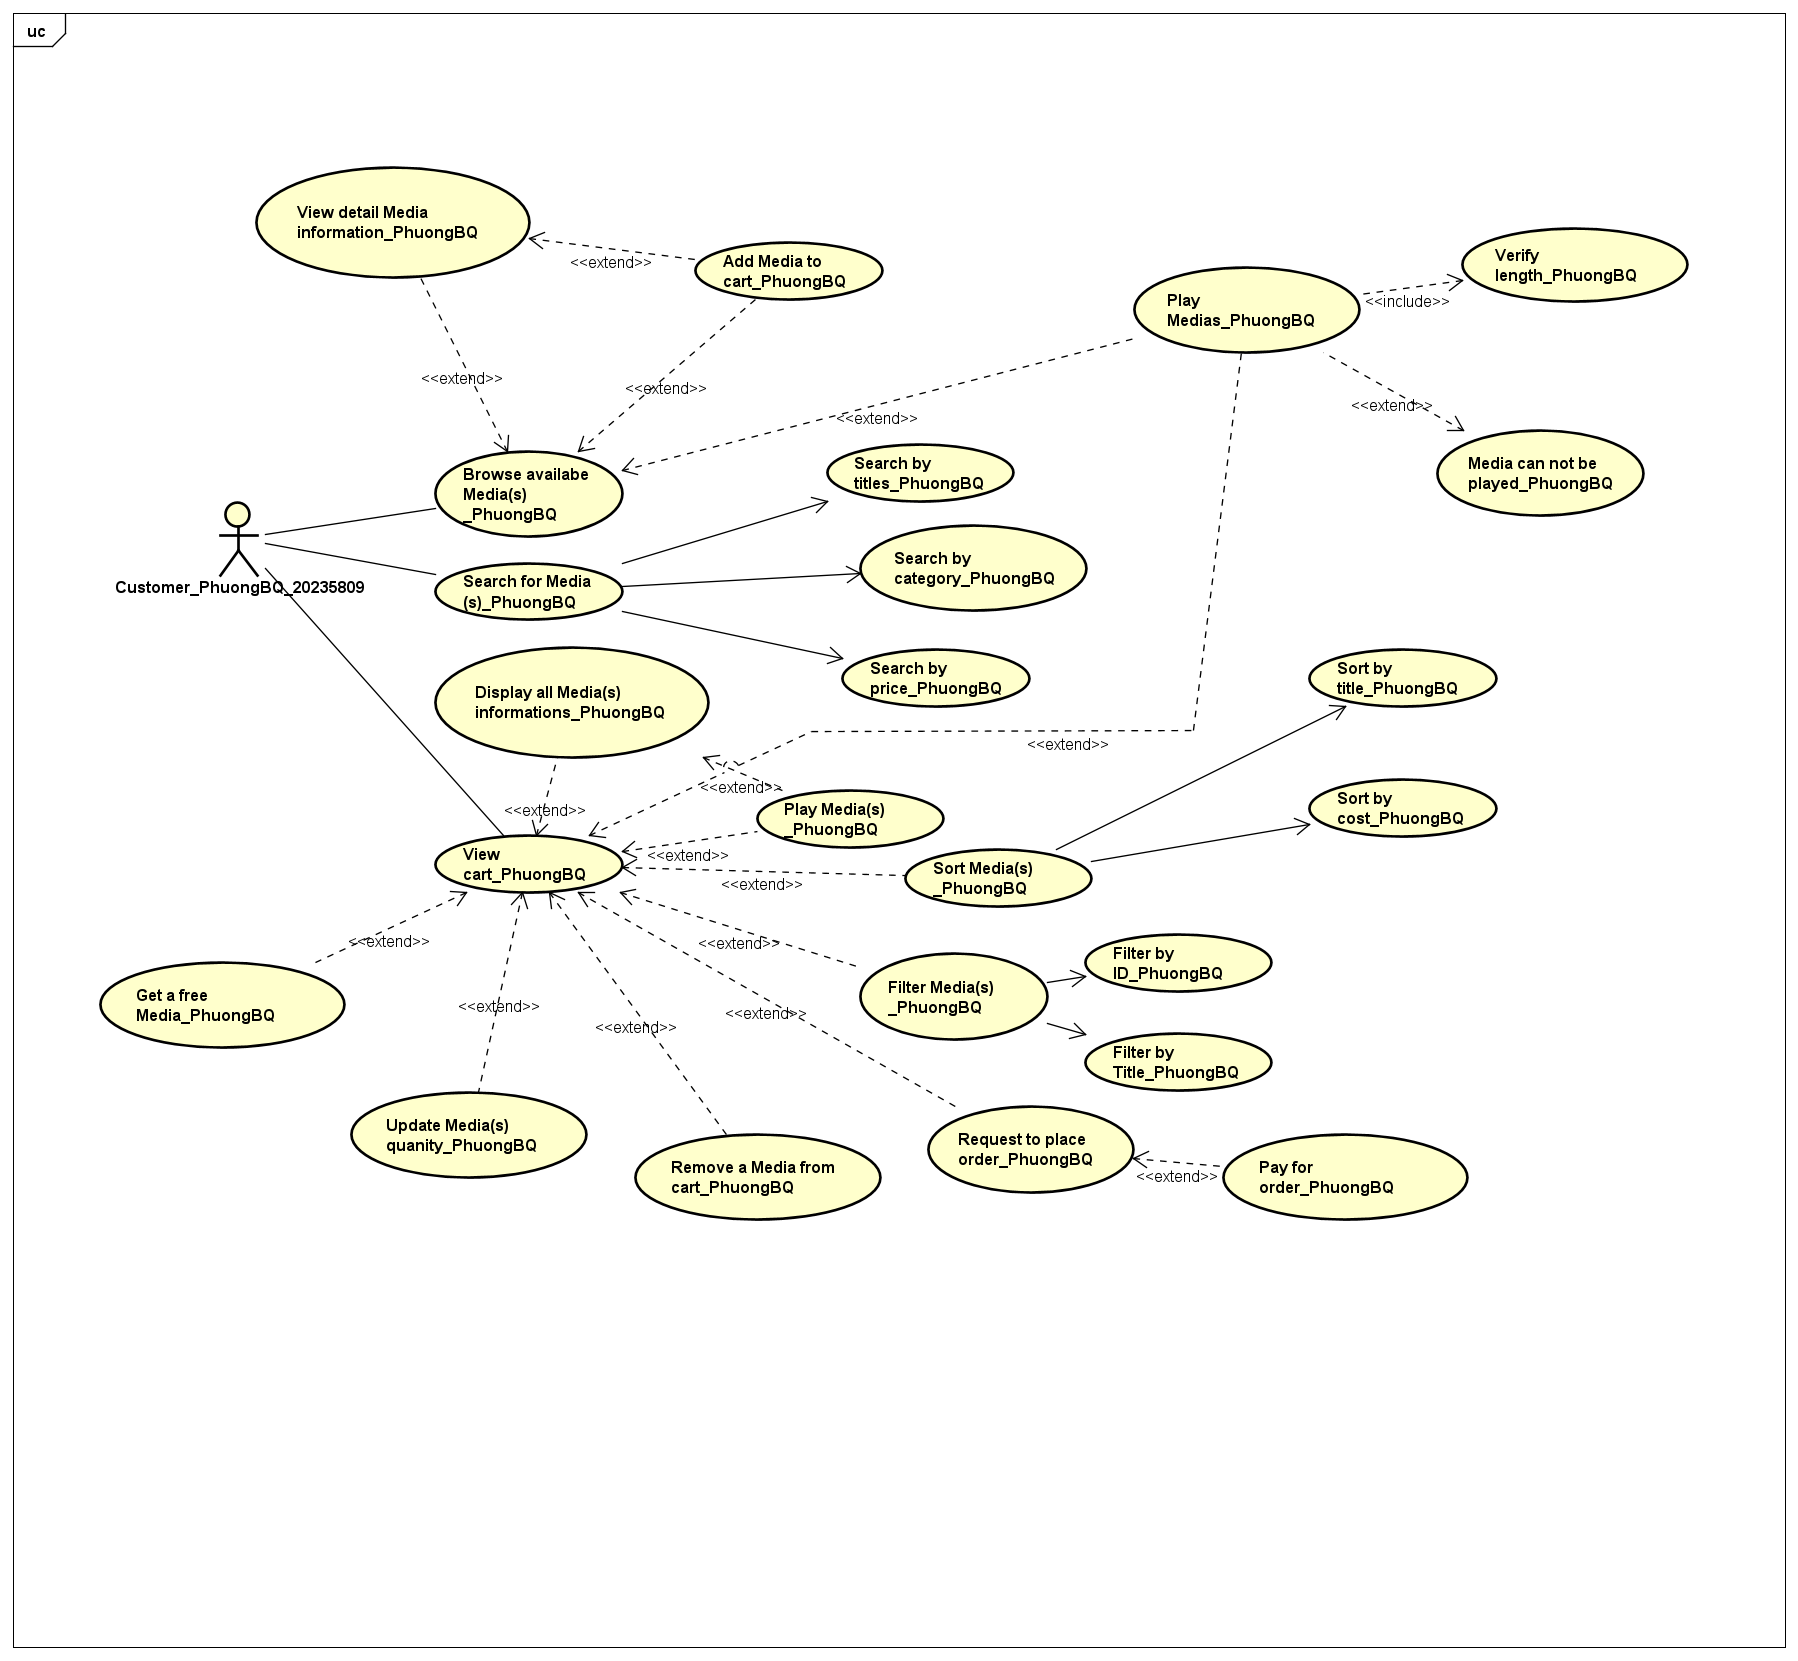 uc
View detail Media
information_PhuongBQ
<<extend>>
Add Media to
cart_PhuongBQ
Verify
length_PhuongBQ
Play
Medias_PhuongBQ
<<include>>
<<extend>>
<<extend>>
<<extend>>
<<extend>>
Media can not be
played_PhuongBQ
Browse availabe
Media(s)
_PhuongBQ
Search by
titles_PhuongBQ
Customer_PhuongBQ_20235809
Search for Media
(s)_PhuongBQ
Search by
category_PhuongBQ
Search by
price_PhuongBQ
Display all Media(s)
informations_PhuongBQ
Sort by
title_PhuongBQ
<<extend>>
<<extend>>
<<extend>>
Play Media(s)
_PhuongBQ
Sort by
cost_PhuongBQ
View
cart_PhuongBQ
<<extend>>
<<extend>>
Sort Media(s)
_PhuongBQ
<<extend>>
<<extend>>
Filter by
ID_PhuongBQ
Get a free
Media_PhuongBQ
Filter Media(s)
_PhuongBQ
<<extend>>
<<extend>>
<<extend>>
Filter by
Title_PhuongBQ
Update Media(s)
quanity_PhuongBQ
Remove a Media from
cart_PhuongBQ
Request to place
order_PhuongBQ
<<extend>>
Pay for
order_PhuongBQ